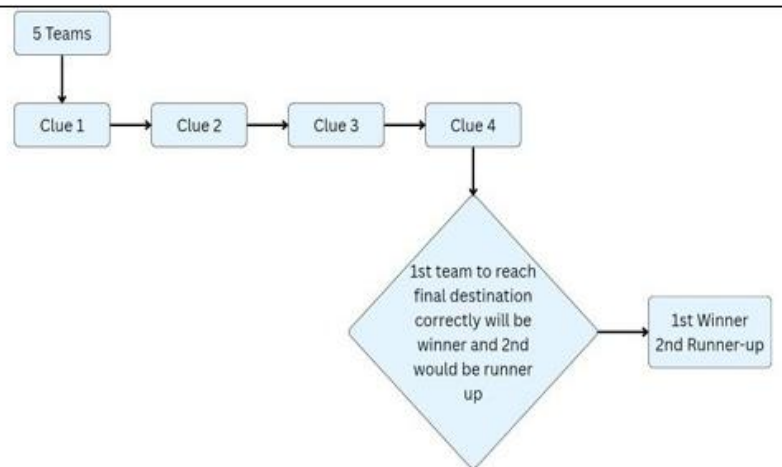 5 Teams
Clue 1
Clue 2
Clue 3
Clue 4
1st team to reach
final destination
correctly will be
winner and 2nd
would be runner
up
1st Winner
2nd Runner-up